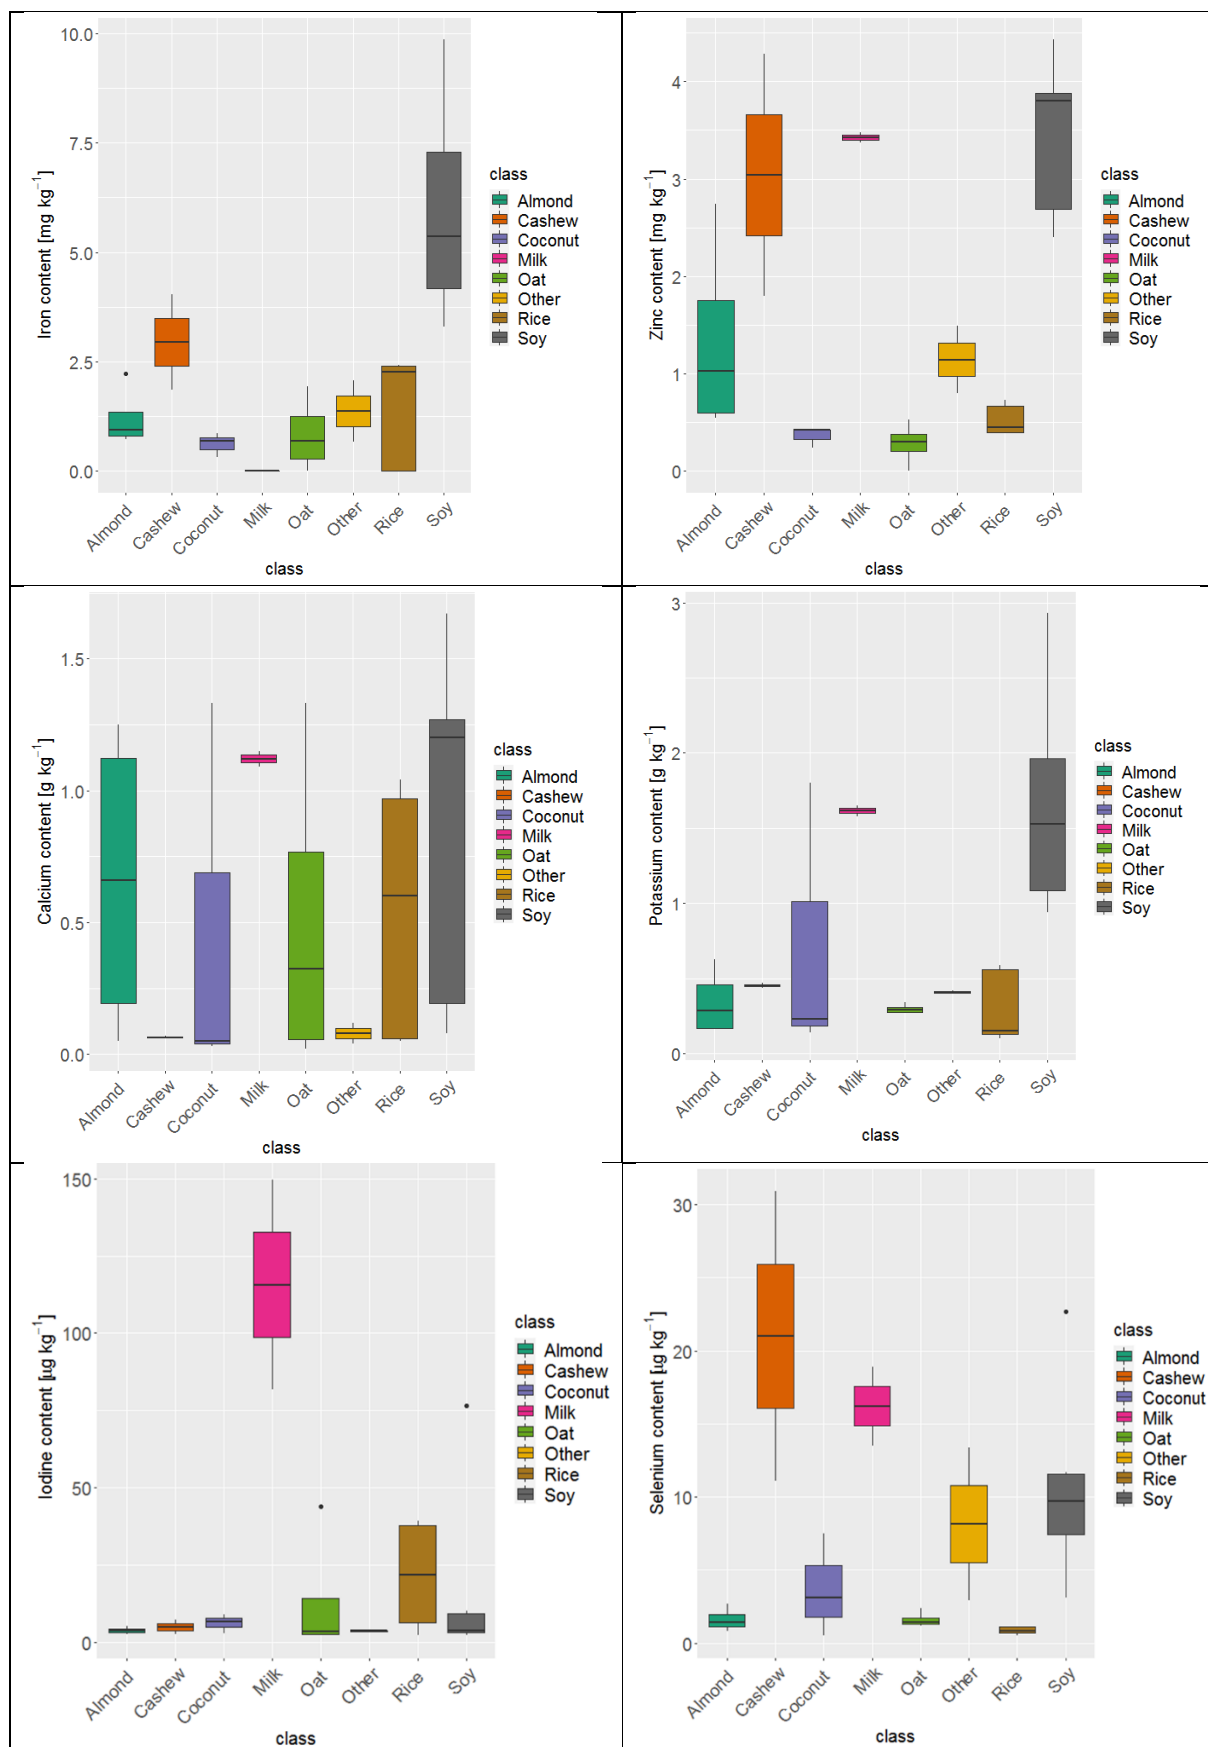 10.0
7.5
5.0
2.5
0.0
Iron content [mg kg⁻¹]
Almond
Cashew
Coconut
Milk
Oat
Other
Rice
Soy
class
class
Almond
Cashew
Coconut
Milk
Oat
Other
Rice
Soy
4
3
2
1
0
Zinc content [mg kg⁻¹]
Almond
Cashew
Coconut
Milk
Oat
Other
Rice
Soy
class
class
Almond
Cashew
Coconut
Milk
Oat
Other
Rice
Soy
1.5
1.0
0.5
0.0
Calcium content [g kg⁻¹]
Almond
Cashew
Coconut
Milk
Oat
Other
Rice
Soy
class
class
Almond
Cashew
Coconut
Milk
Oat
Other
Rice
Soy
3
2
1
0
Potassium content [g kg⁻¹]
Almond
Cashew
Coconut
Milk
Oat
Other
Rice
Soy
class
class
Almond
Cashew
Coconut
Milk
Oat
Other
Rice
Soy
150
100
50
0
Iodine content [µg kg⁻¹]
Almond
Cashew
Coconut
Milk
Oat
Other
Rice
Soy
class
class
Almond
Cashew
Coconut
Milk
Oat
Other
Rice
Soy
30
20
10
0
Selenium content [µg kg⁻¹]
Almond
Cashew
Coconut
Milk
Oat
Other
Rice
Soy
class
class
Almond
Cashew
Coconut
Milk
Oat
Other
Rice
Soy